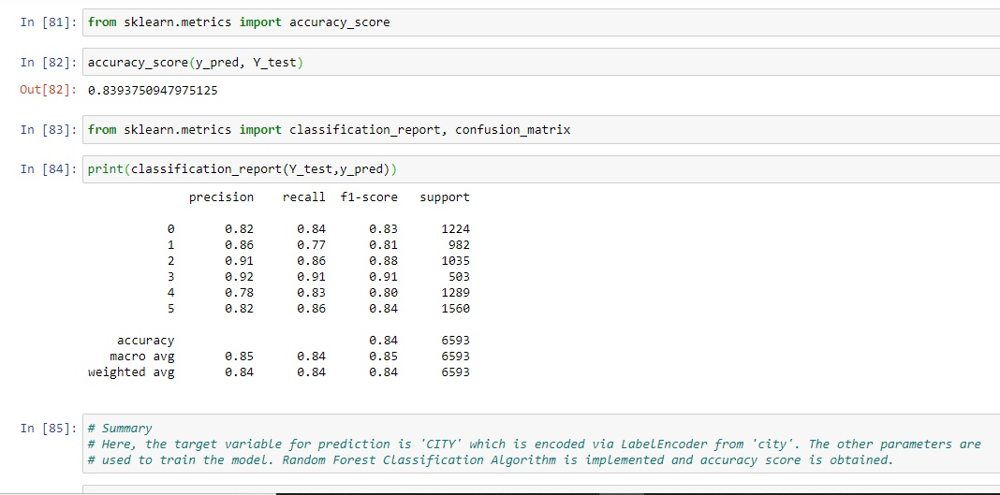 In [81]: from sklearn.metrics import accuracy_score
In [82]: accuracy_score(y_pred, Y_test)
Out[82]: 0.8393750947975125
In [83]: from sklearn.metrics import classification_report, confusion_matrix
In [84]: print(classification_report(Y_test,y_pred))
precision recall f1-score support
0 0.82 0.84 0.83 1224
1 0.86 0.77 0.81 982
2 0.91 0.86 0.88 1035
3 0.92 0.91 0.91 503
4 0.78 0.83 0.80 1289
5 0.82 0.86 0.84 1560
accuracy 0.84 6593
macro avg 0.85 0.84 0.85 6593
weighted avg 0.84 0.84 0.84 6593
In [85]: # Summary
# Here, the target variable for prediction is 'CITY' which is encoded via LabelEncoder from 'city'. The other parameters are
# used to train the model. Random Forest Classification Algorithm is implemented and accuracy score is obtained.